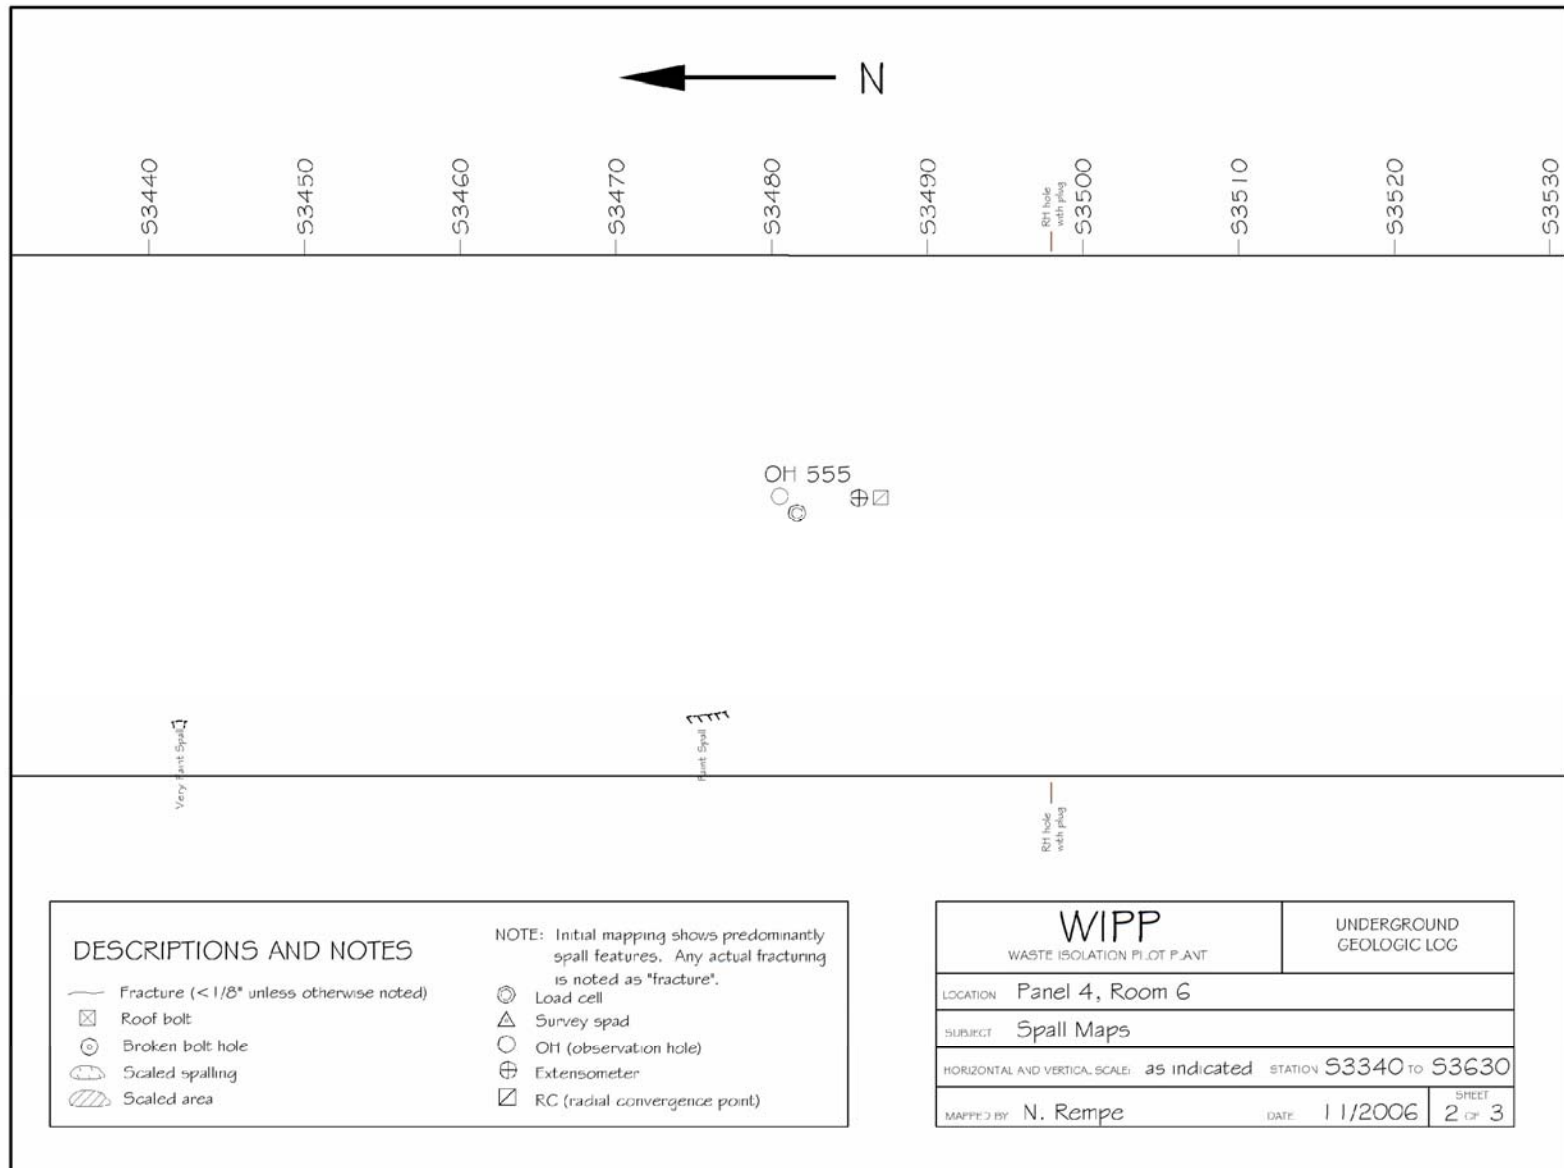 N
S3440
S3450
S3460
S3470
S3480
S3490
RH hole
with plug
S3500
S3510
S3520
S3530
OH 555
Very Faint Spall
Faint Spall
RH hole
with plug
DESCRIPTIONS AND NOTES
Fracture (<1/8" unless otherwise noted)
Roof bolt
Broken bolt hole
Scaled spalling
Scaled area
NOTE: Initial mapping shows predominantly
spall features. Any actual fracturing
is noted as "fracture".
Load cell
Survey spad
OH (observation hole)
Extensometer
RC (radial convergence point)
WIPP
WASTE ISOLATION PILOT PLANT
UNDERGROUND
GEOLOGIC LOG
LOCATION Panel 4, Room 6
SUBJECT Spall Maps
HORIZONTAL AND VERTICAL SCALE: as indicated STATION S3340 TO S3630
MAPPED BY N. Rempe DATE 11/2006
SHEET
2 OF 3